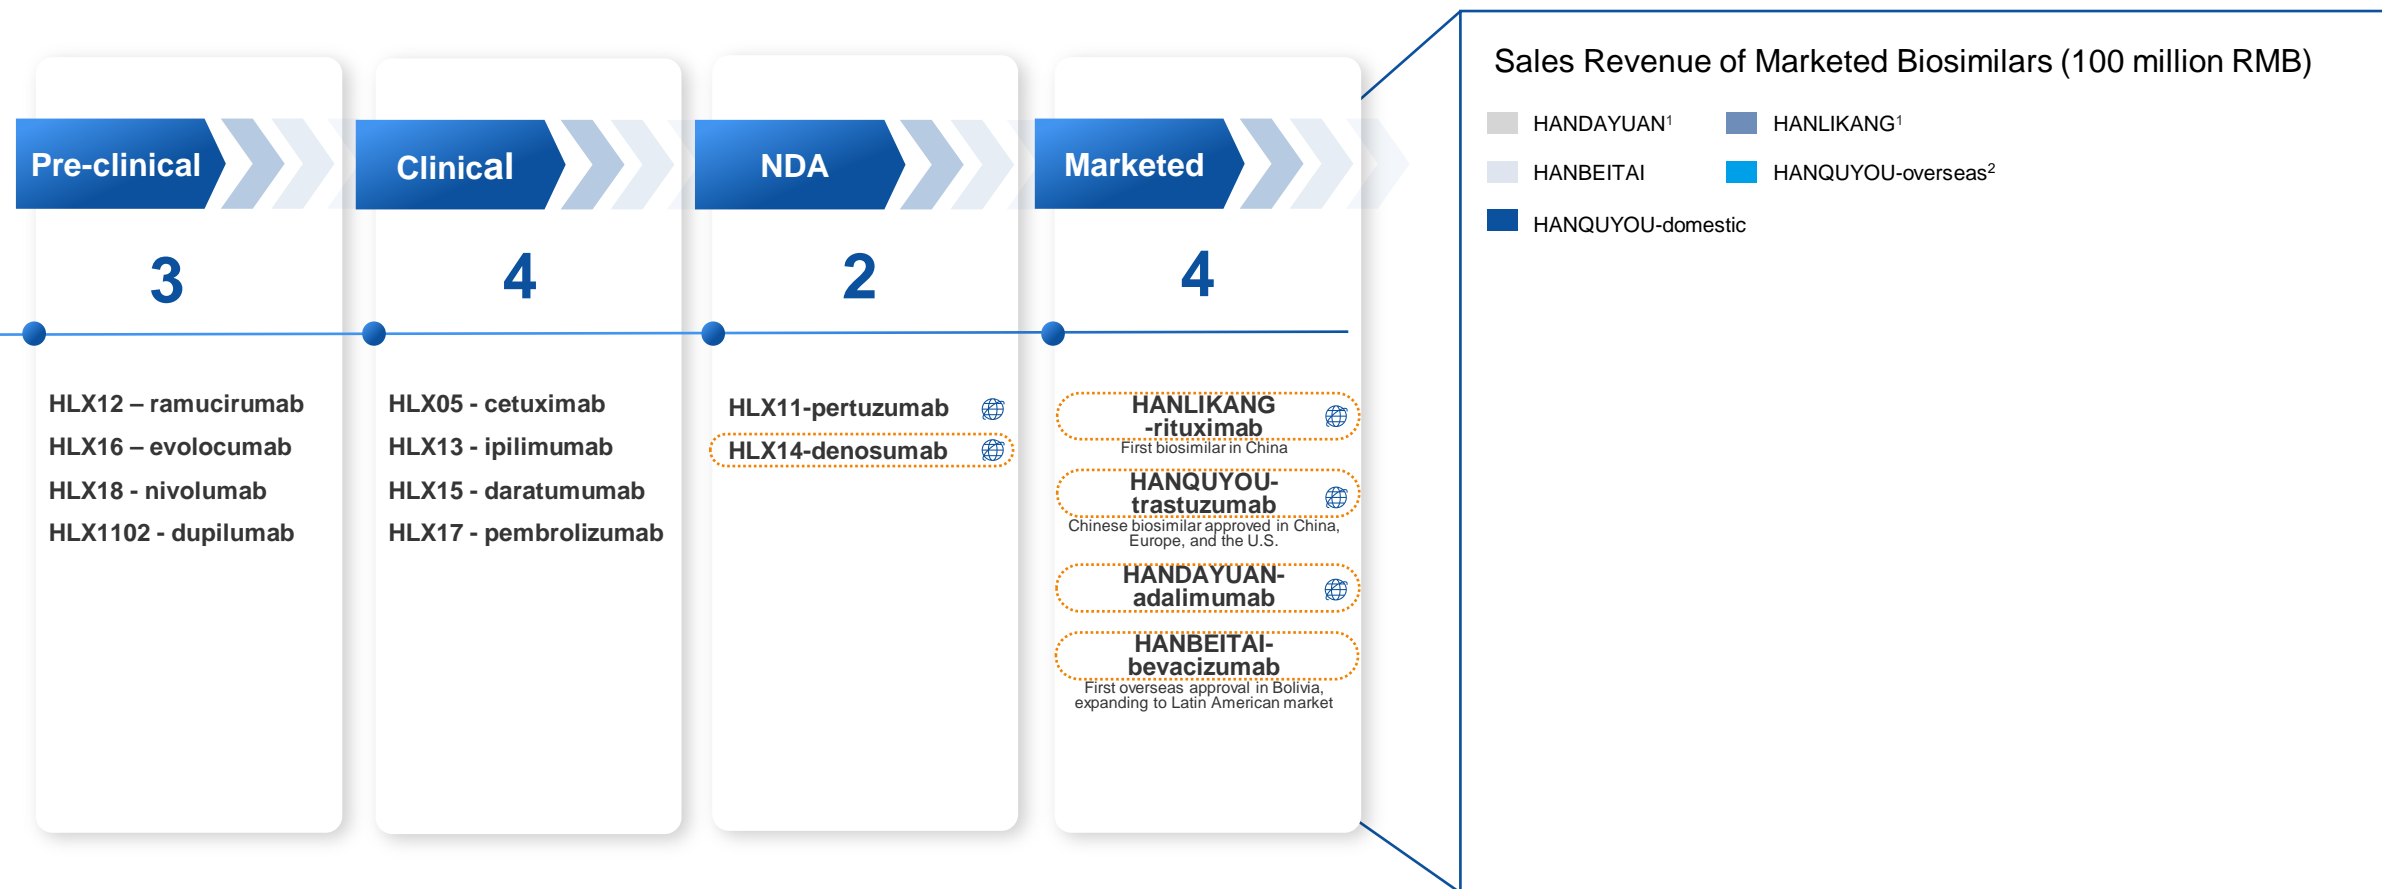 Pre-clinical
3
HLX12 – ramucirumab
HLX16 – evolocumab
HLX18 - nivolumab
HLX1102 - dupilumab
Clinical
4
HLX05 - cetuximab
HLX13 - ipilimumab
HLX15 - daratumumab
HLX17 - pembrolizumab
NDA
2
HLX11-pertuzumab
HLX14-denosumab
Marketed
4
HANLIKANG
-rituximab
First biosimilar in China
HANQUYOU-
trastuzumab
Chinese biosimilar approved in China,
Europe, and the U.S.
HANDAYUAN-
adalimumab
HANBEITAI-
bevacizumab
First overseas approval in Bolivia,
expanding to Latin American market
Sales Revenue of Marketed Biosimilars (100 million RMB)
HANDAYUAN¹
HANLIKANG¹
HANBEITAI
HANQUYOU-overseas²
HANQUYOU-domestic